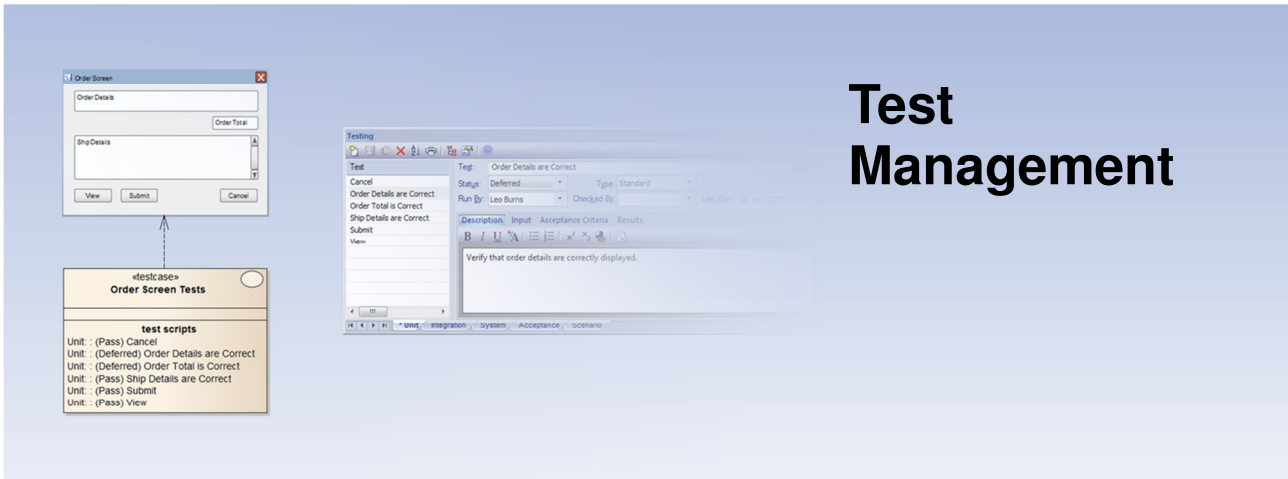 Order Screen
Order Details
Order Total
Ship Details
View
Submit
Cancel
«testcase»
Order Screen Tests
test scripts
Unit: : (Pass) Cancel
Unit: : (Deferred) Order Details are Correct
Unit: : (Deferred) Order Total is Correct
Unit: : (Pass) Ship Details are Correct
Unit: : (Pass) Submit
Unit: : (Pass) View
Testing
Test
Cancel
Order Details are Correct
Order Total is Correct
Ship Details are Correct
Submit
View
Test: Order Details are Correct
Status: Deferred Type: Standard
Run By: Leo Burns Checked By:
Description Input Acceptance Criteria Results
B I U A x² x₂
Verify that order details are correctly displayed.
* Unit Integration System Acceptance Scenario
Test
Management